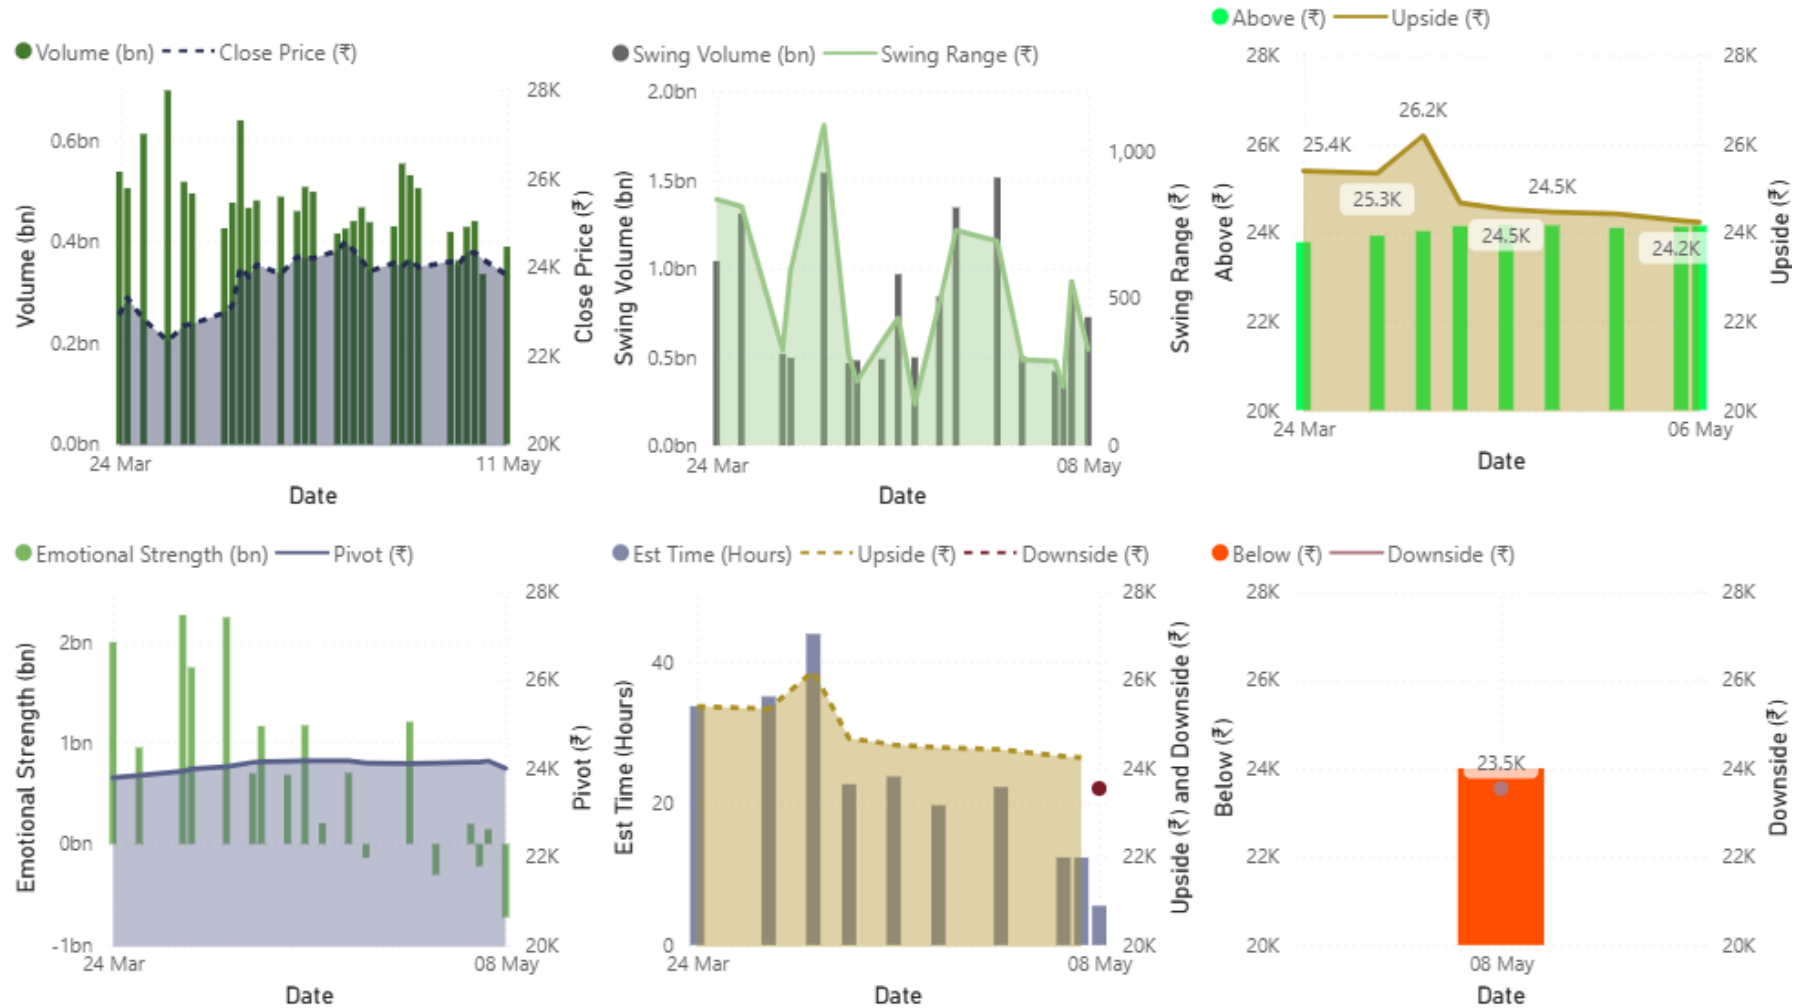 Volume (bn) Close Price (₹)
Volume (bn)
0.6bn
0.4bn
0.2bn
0.0bn
28K
26K
24K
22K
20K
Close Price (₹)
24 Mar 11 May
Date
Swing Volume (bn) Swing Range (₹)
Swing Volume (bn)
2.0bn
1.5bn
1.0bn
0.5bn
0.0bn
1,000
500
0
Swing Range (₹)
24 Mar 08 May
Date
Above (₹) Upside (₹)
Above (₹)
28K
26K
24K
22K
20K
25.4K
25.3K
26.2K
24.5K
24.5K
24.2K
28K
26K
24K
22K
20K
Upside (₹)
24 Mar 06 May
Date
Emotional Strength (bn) Pivot (₹)
Emotional Strength (bn)
2bn
1bn
0bn
-1bn
28K
26K
24K
22K
20K
Pivot (₹)
24 Mar 08 May
Date
Est Time (Hours) Upside (₹) Downside (₹)
Est Time (Hours)
40
20
0
28K
26K
24K
22K
20K
Upside (₹) and Downside (₹)
24 Mar 08 May
Date
Below (₹) Downside (₹)
Below (₹)
28K
26K
24K
22K
20K
23.5K
28K
26K
24K
22K
20K
Downside (₹)
08 May
Date